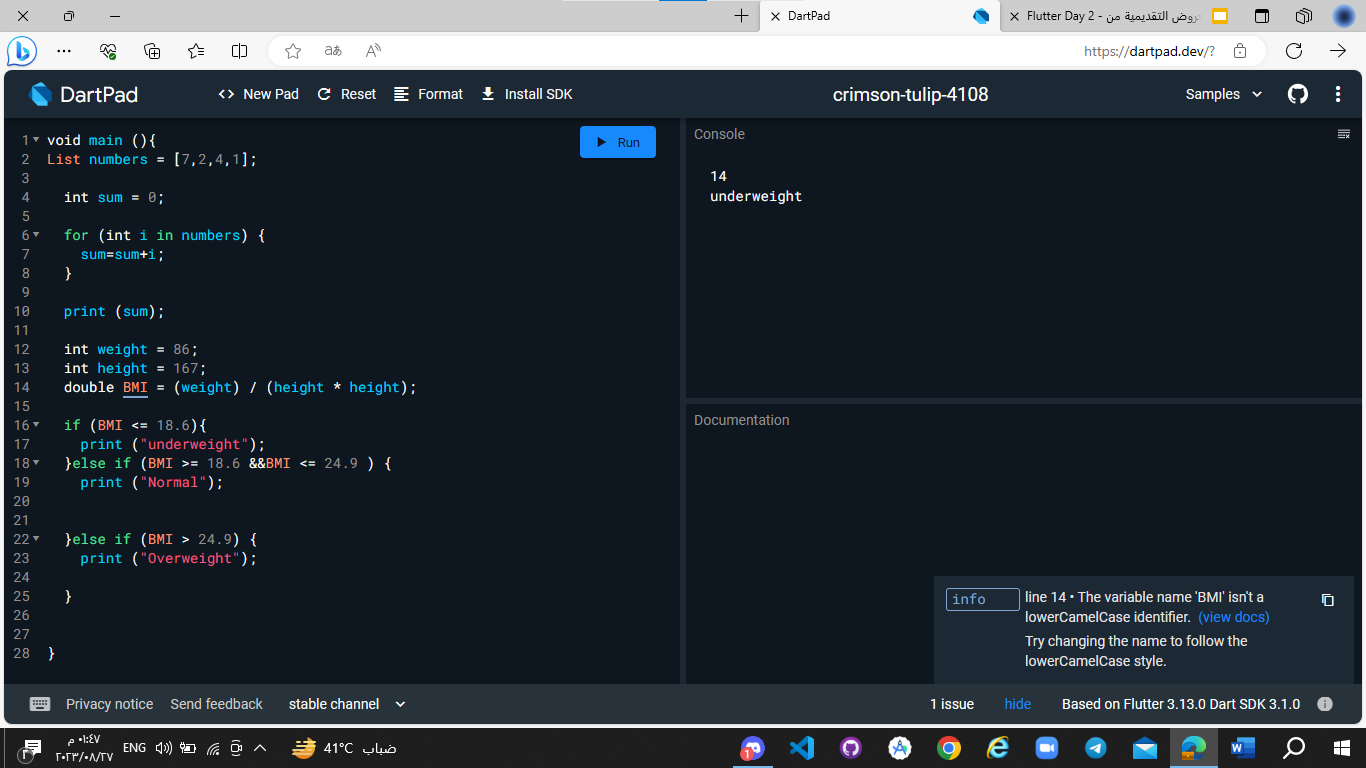 DartPad
Flutter Day 2 - العروض التقديمية من
https://dartpad.dev/?
DartPad
New Pad
Reset
Format
Install SDK
crimson-tulip-4108
Samples
Run
1 void main (){
2 List numbers = [7,2,4,1];
3
4 int sum = 0;
5
6 for (int i in numbers) {
7 sum=sum+i;
8 }
9
10 print (sum);
11
12 int weight = 86;
13 int height = 167;
14 double BMI = (weight) / (height * height);
15
16 if (BMI <= 18.6){
17 print ("underweight");
18 }else if (BMI >= 18.6 &&BMI <= 24.9 ) {
19 print ("Normal");
20
21
22 }else if (BMI > 24.9) {
23 print ("Overweight");
24
25 }
26
27
28 }
Console
14
underweight
Documentation
info
line 14 • The variable name 'BMI' isn't a
lowerCamelCase identifier. (view docs)
Try changing the name to follow the
lowerCamelCase style.
Privacy notice
Send feedback
stable channel
1 issue
hide
Based on Flutter 3.13.0 Dart SDK 3.1.0
٠١:٤٧ م
٢٠٢٣/٠٨/٢٧
ENG
41°C ضباب